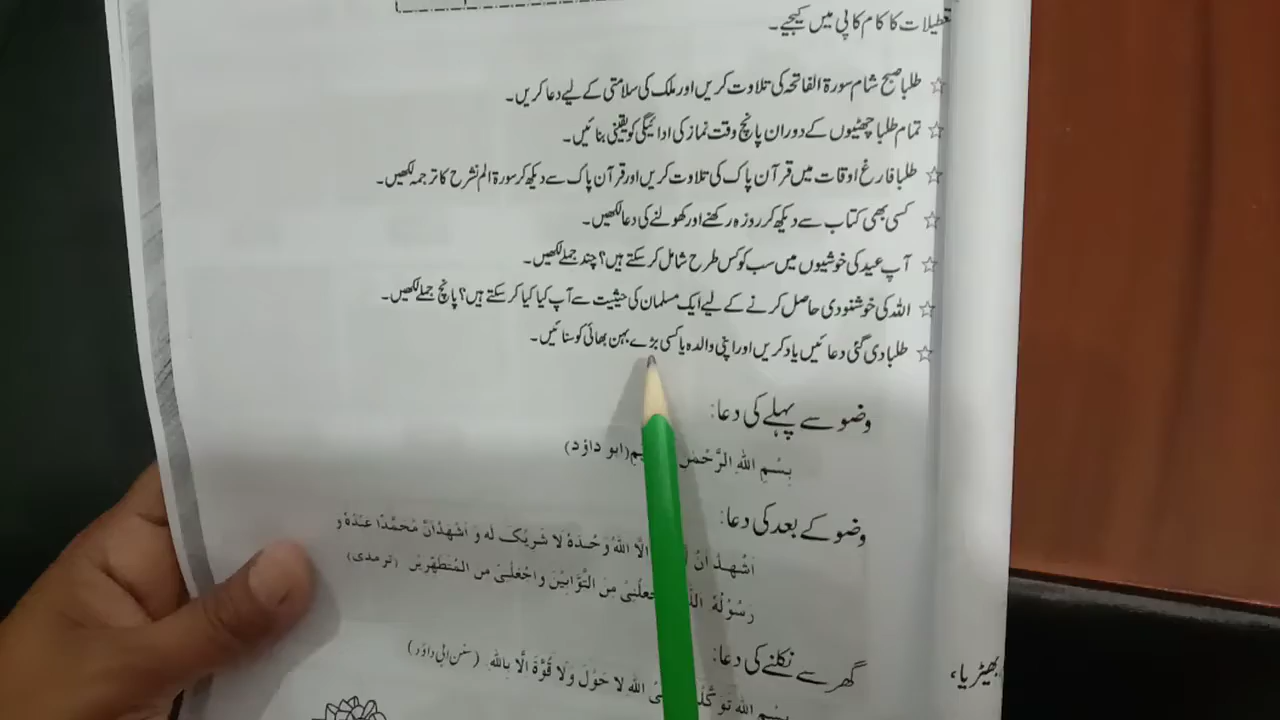 تعطیلات کا کام کاپی میں کیجیے۔
☆ طلبا صبح شام سورۃ الفاتحہ کی تلاوت کریں اور ملک کی سلامتی کے لیے دعا کریں۔
☆ تمام طلبا چھٹیوں کے دوران پانچ وقت نماز کی ادائیگی کو یقینی بنائیں۔
☆ طلبا فارغ اوقات میں قرآن پاک کی تلاوت کریں اور قرآن پاک سے دیکھ کر سورۃ الم نشرح کا ترجمہ لکھیں۔
☆ کسی بھی کتاب سے دیکھ کر روزہ رکھنے اور کھولنے کی دعا لکھیں۔
☆ آپ عید کی خوشیوں میں سب کو کس طرح شامل کر سکتے ہیں؟ چند جملے لکھیں۔
☆ اللہ کی خوشنودی حاصل کرنے کے لیے ایک مسلمان کی حیثیت سے آپ کیا کیا کر سکتے ہیں؟ پانچ جملے لکھیں۔
☆ طلبا دی گئی دعائیں یاد کریں اور اپنی والدہ یا کسی بڑے بہن بھائی کو سنائیں۔
وضو سے پہلے کی دعا:
بِسْمِ اللهِ الرَّحْمٰنِ (ابو داؤد)
وضو کے بعد کی دعا:
اَشْهَدُ اَنْ اِلَّا اللهُ وَحْدَهٗ لَا شَرِیْکَ لَهٗ وَ اَشْهَدُ اَنَّ مُحَمَّدًا عَبْدُهٗ وَ
رَسُوْلُهٗ مِنَ التَّوَّابِیْنَ وَاجْعَلْنِیْ مِنَ الْمُتَطَهِّرِیْنَ (ترمذی)
گھر سے نکلنے کی دعا:
بِسْمِ اللهِ اللهِ لَا حَوْلَ وَلَا قُوَّةَ اِلَّا بِاللهِ (سنن ابی داؤد)
بھیڑیا،